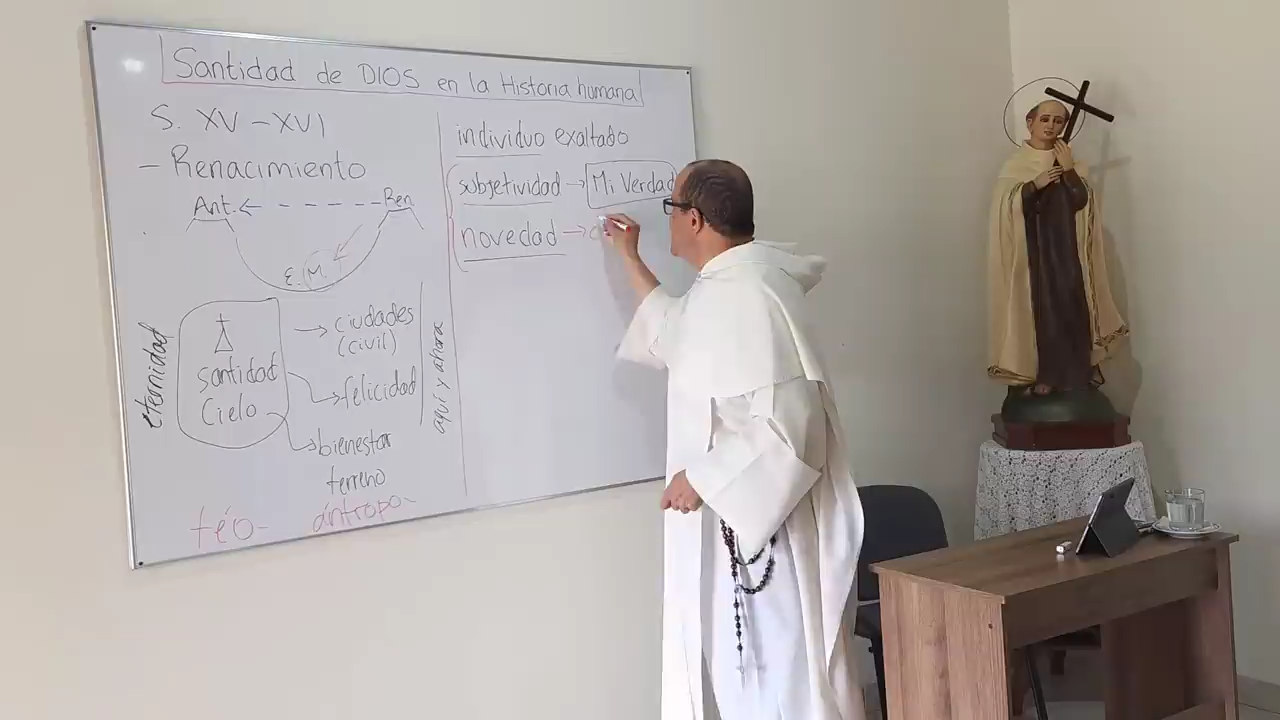 Santidad de DIOS en la Historia humana
S. XV - XVI
- Renacimiento
Ant. Ren
E. M.
eternidad
santidad
Cielo
→ ciudades
(civil)
→ felicidad
→ bienestar
terreno
aquí y ahora
téo- ántropo-
individuo exaltado
subjetividad → Mi Verdad
novedad →